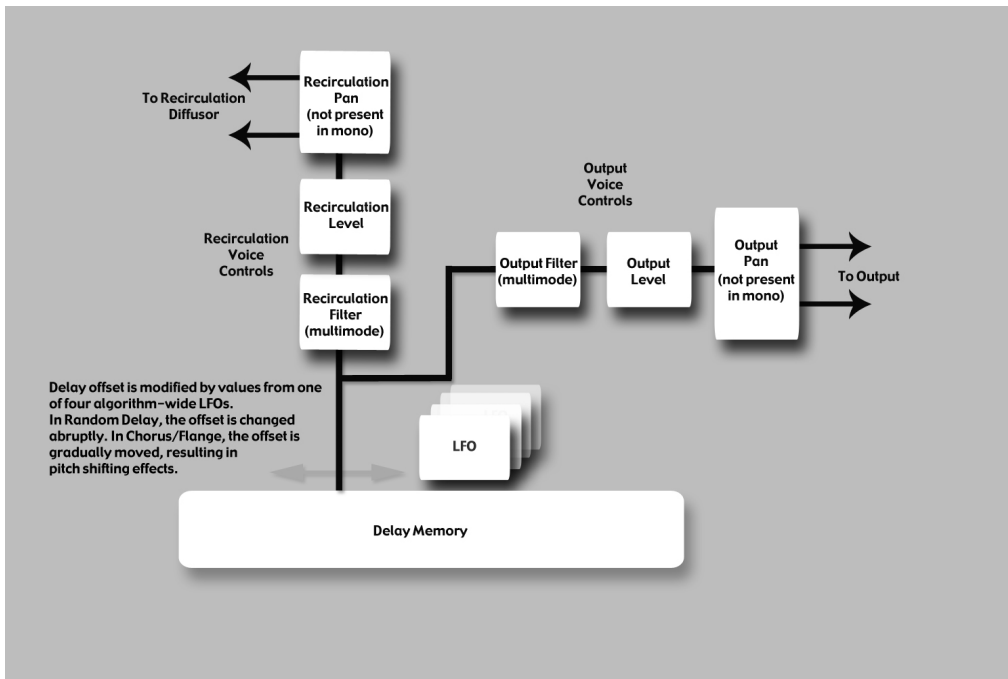 Recirculation
Pan
(not present
in mono)
To Recirculation
Diffusor
Recirculation
Level
Recirculation
Voice
Controls
Recirculation
Filter
(multimode)
Output
Voice
Controls
Output Filter
(multimode)
Output
Level
Output
Pan
(not present
in mono)
To Output
Delay offset is modified by values from one
of four algorithm-wide LFOs.
In Random Delay, the offset is changed
abruptly. In Chorus/Flange, the offset is
gradually moved, resulting in
pitch shifting effects.
LFO
Delay Memory